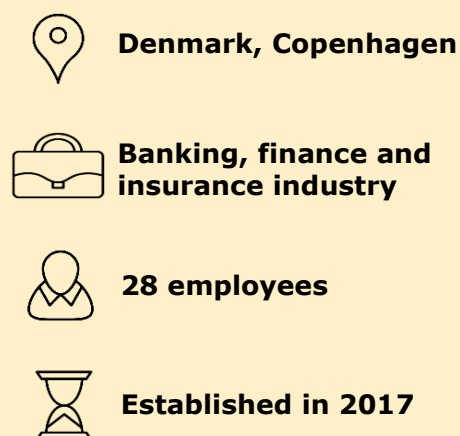 Denmark, Copenhagen
Banking, finance and
insurance industry
28 employees
Established in 2017